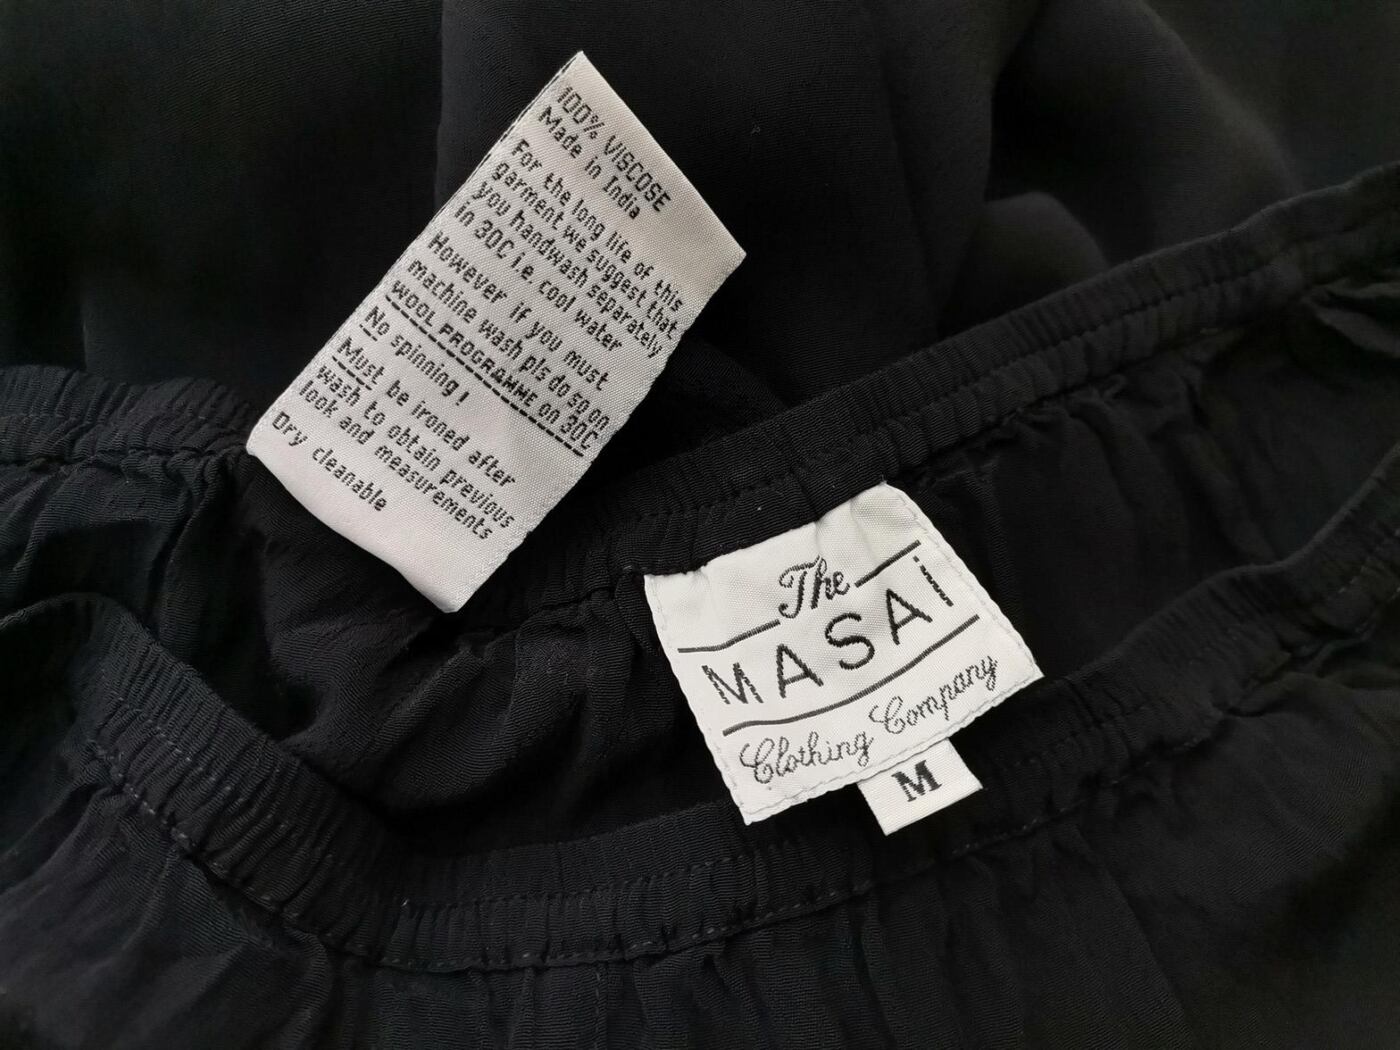 100% VISCOSE
Made in India
For the long life of this
garment we suggest that
you handwash separately
in 30C i.e. cool water
However if you must
machine wash pls do so on
WOOL PROGRAMME on 30C
No spinning!
Must be ironed after
wash to obtain previous
look and measurements
Dry cleanable
The
MASAi
Clothing Company
M